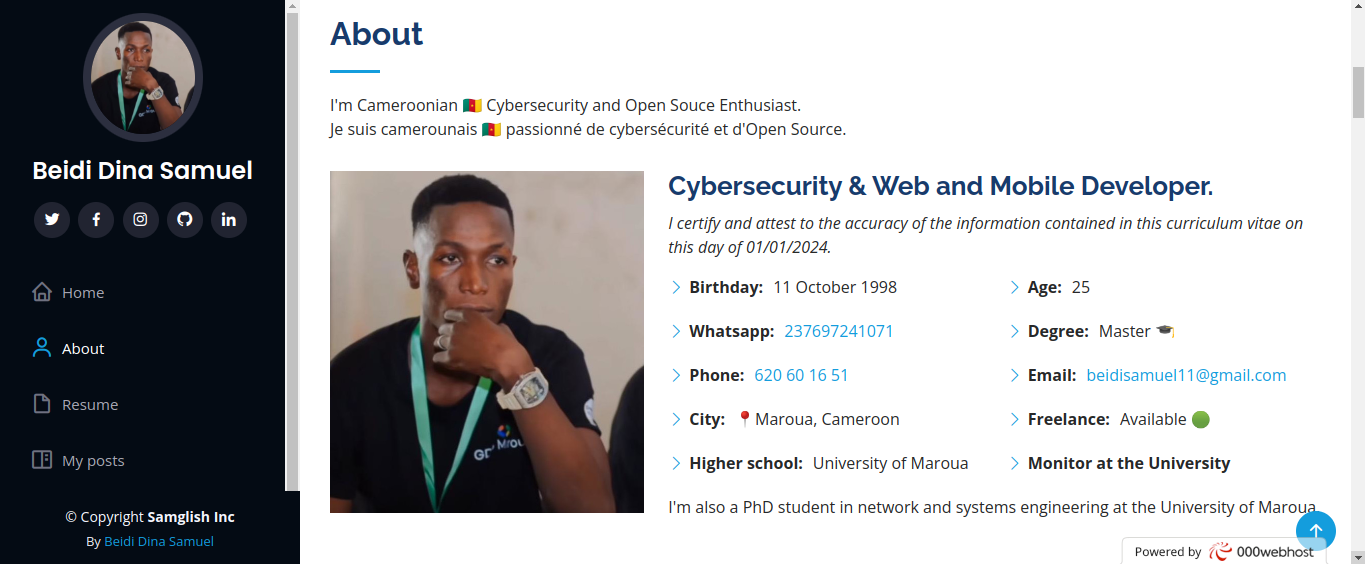 Beidi Dina Samuel
Home
About
Resume
My posts
© Copyright Samglish Inc
By Beidi Dina Samuel
About
I'm Cameroonian 🇨🇲 Cybersecurity and Open Souce Enthusiast.
Je suis camerounais 🇨🇲 passionné de cybersécurité et d'Open Source.
Cybersecurity & Web and Mobile Developer.
I certify and attest to the accuracy of the information contained in this curriculum vitae on
this day of 01/01/2024.
Birthday: 11 October 1998
Age: 25
Whatsapp: 237697241071
Degree: Master 🎓
Phone: 620 60 16 51
Email: beidisamuel11@gmail.com
City: 📍Maroua, Cameroon
Freelance: Available 🟢
Higher school: University of Maroua
Monitor at the University
I'm also a PhD student in network and systems engineering at the University of Maroua
Powered by 000webhost